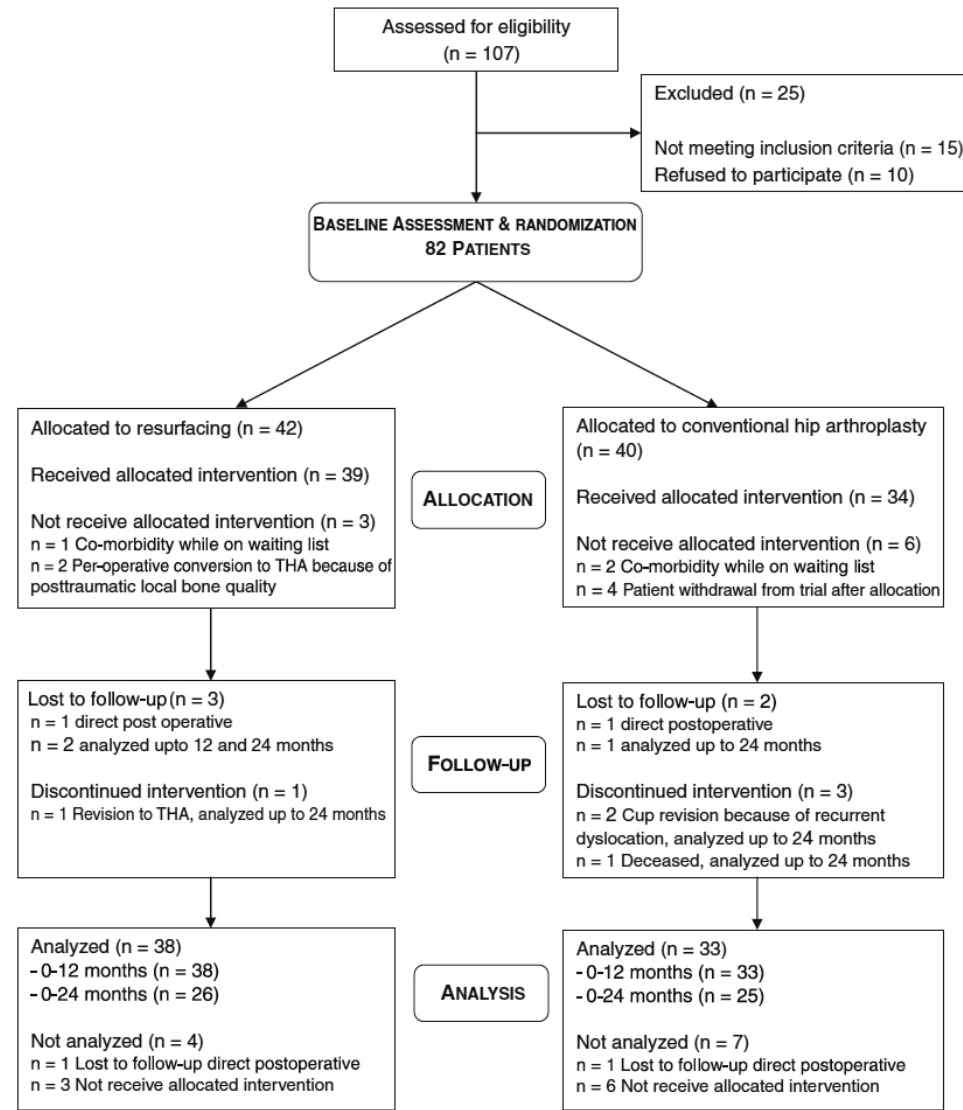 Assessed for eligibility
(n = 107)
Excluded (n = 25)
Not meeting inclusion criteria (n = 15)
Refused to participate (n = 10)
BASELINE ASSESSMENT & RANDOMIZATION
82 PATIENTS
Allocated to resurfacing (n = 42)
Received allocated intervention (n = 39)
Not receive allocated intervention (n = 3)
n = 1 Co-morbidity while on waiting list
n = 2 Per-operative conversion to THA because of
posttraumatic local bone quality
ALLOCATION
Allocated to conventional hip arthroplasty
(n = 40)
Received allocated intervention (n = 34)
Not receive allocated intervention (n = 6)
n = 2 Co-morbidity while on waiting list
n = 4 Patient withdrawal from trial after allocation
Lost to follow-up (n = 3)
n = 1 direct post operative
n = 2 analyzed upto 12 and 24 months
Discontinued intervention (n = 1)
n = 1 Revision to THA, analyzed up to 24 months
FOLLOW-UP
Lost to follow-up (n = 2)
n = 1 direct postoperative
n = 1 analyzed up to 24 months
Discontinued intervention (n = 3)
n = 2 Cup revision because of recurrent
dyslocation, analyzed up to 24 months
n = 1 Deceased, analyzed up to 24 months
Analyzed (n = 38)
- 0-12 months (n = 38)
- 0-24 months (n = 26)
Not analyzed (n = 4)
n = 1 Lost to follow-up direct postoperative
n = 3 Not receive allocated intervention
ANALYSIS
Analyzed (n = 33)
- 0-12 months (n = 33)
- 0-24 months (n = 25)
Not analyzed (n = 7)
n = 1 Lost to follow-up direct postoperative
n = 6 Not receive allocated intervention